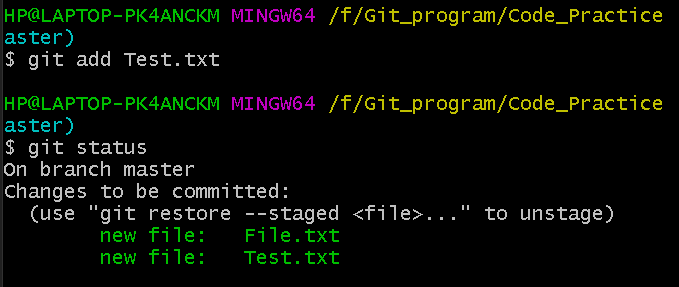 HP@LAPTOP-PK4ANCKM MINGW64 /f/Git_program/Code_Practice
aster)
$ git add Test.txt
HP@LAPTOP-PK4ANCKM MINGW64 /f/Git_program/Code_Practice
aster)
$ git status
On branch master
Changes to be committed:
  (use "git restore --staged <file>..." to unstage)
        new file:   File.txt
        new file:   Test.txt